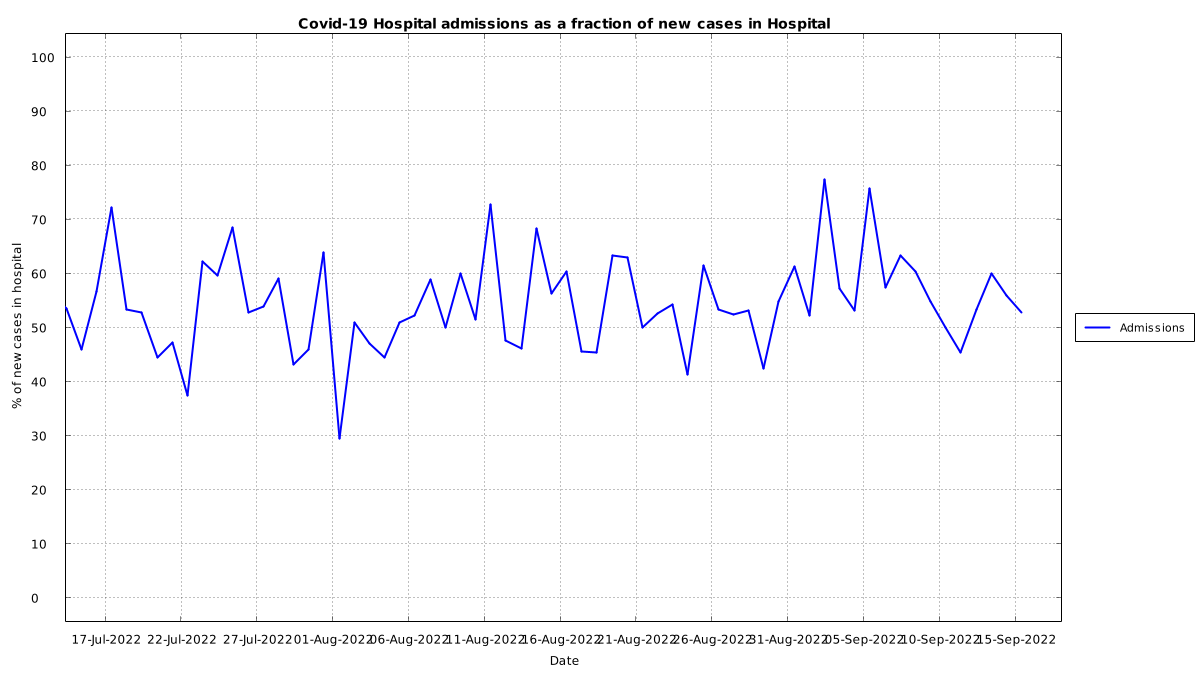 Covid-19 Hospital admissions as a fraction of new cases in Hospital
100
90
80
70
60
50
40
30
20
10
0
% of new cases in hospital
17-Jul-2022 22-Jul-2022 27-Jul-2022 01-Aug-2022 06-Aug-2022 11-Aug-2022 16-Aug-2022 21-Aug-2022 26-Aug-2022 31-Aug-2022 05-Sep-2022 10-Sep-2022 15-Sep-2022
Date
Admissions